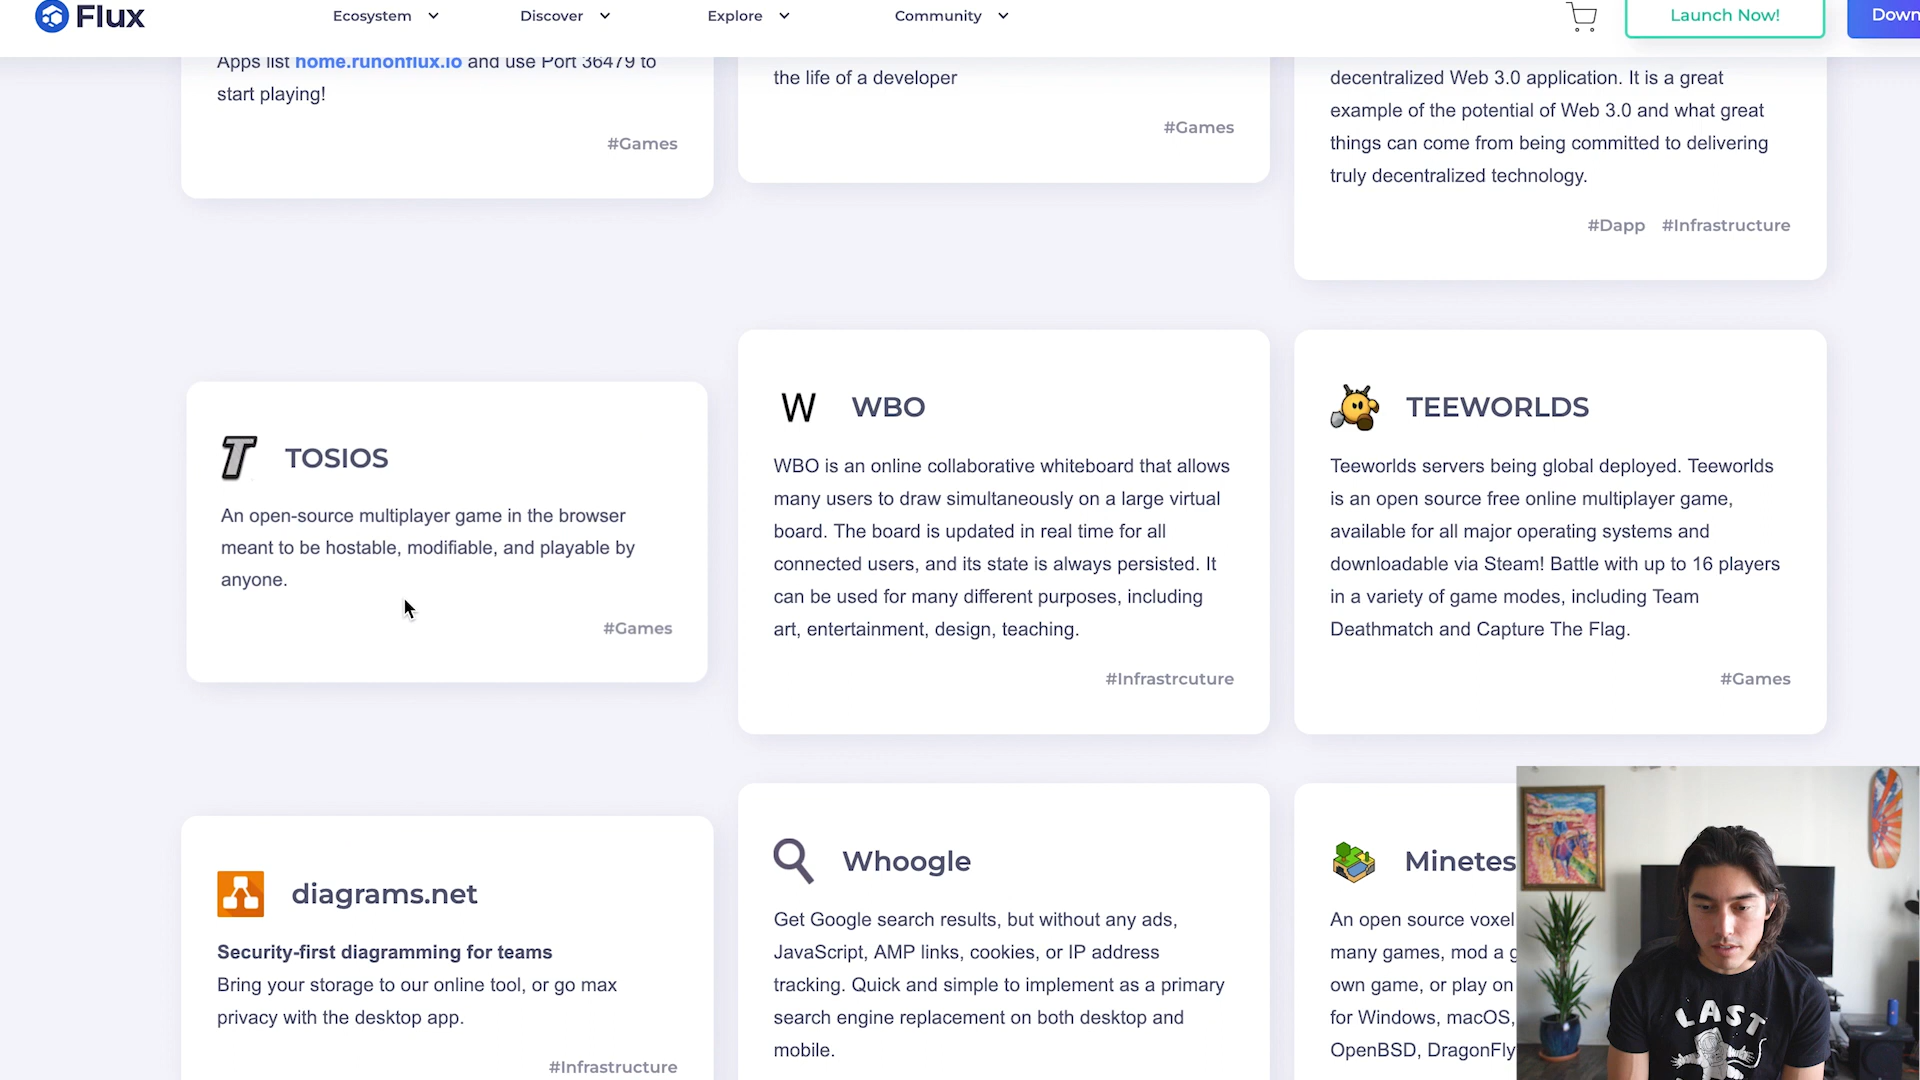 Flux
Ecosystem
Discover
Explore
Community
Launch Now!
Down
Apps list home.runonflux.io and use Port 36479 to
start playing!
#Games
the life of a developer
#Games
decentralized Web 3.0 application. It is a great
example of the potential of Web 3.0 and what great
things can come from being committed to delivering
truly decentralized technology.
#Dapp #Infrastructure
T TOSIOS
An open-source multiplayer game in the browser
meant to be hostable, modifiable, and playable by
anyone.
#Games
W WBO
WBO is an online collaborative whiteboard that allows
many users to draw simultaneously on a large virtual
board. The board is updated in real time for all
connected users, and its state is always persisted. It
can be used for many different purposes, including
art, entertainment, design, teaching.
#Infrastrcuture
TEEWORLDS
Teeworlds servers being global deployed. Teeworlds
is an open source free online multiplayer game,
available for all major operating systems and
downloadable via Steam! Battle with up to 16 players
in a variety of game modes, including Team
Deathmatch and Capture The Flag.
#Games
diagrams.net
Security-first diagramming for teams
Bring your storage to our online tool, or go max
privacy with the desktop app.
#Infrastructure
Whoogle
Get Google search results, but without any ads,
JavaScript, AMP links, cookies, or IP address
tracking. Quick and simple to implement as a primary
search engine replacement on both desktop and
mobile.
Minetes
An open source voxel
many games, mod a g
own game, or play on
for Windows, macOS,
OpenBSD, DragonFly
LAST